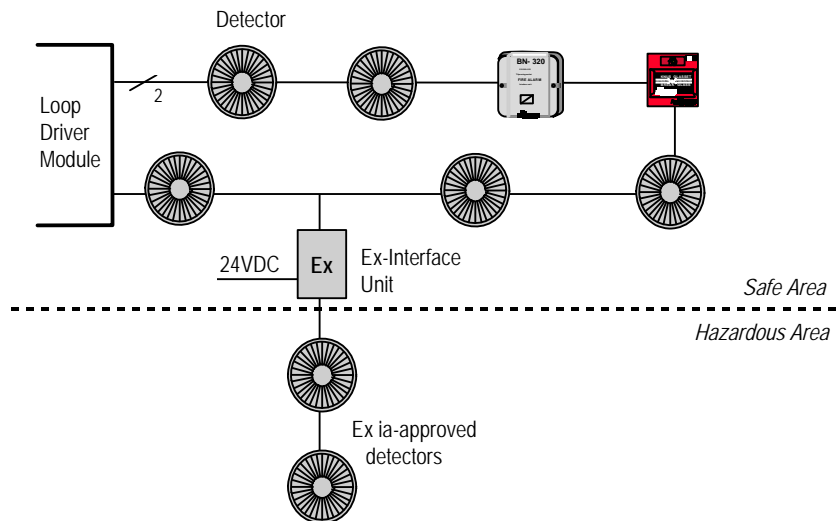 Detector
BN- 320
FIRE ALARM
Loop
Driver
Module
2
24VDC
Ex
Ex-Interface
Unit
Safe Area
Hazardous Area
Ex ia-approved
detectors